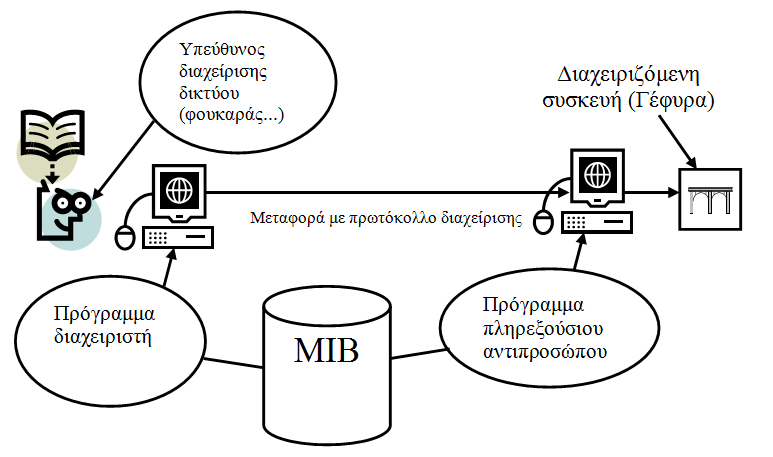 Υπεύθυνος
διαχείρισης
δικτύου
(φουκαράς...)
Διαχειριζόμενη
συσκευή (Γέφυρα)
Μεταφορά με πρωτόκολλο διαχείρισης
Πρόγραμμα
διαχειριστή
MIB
Πρόγραμμα
πληρεξούσιου
αντιπροσώπου